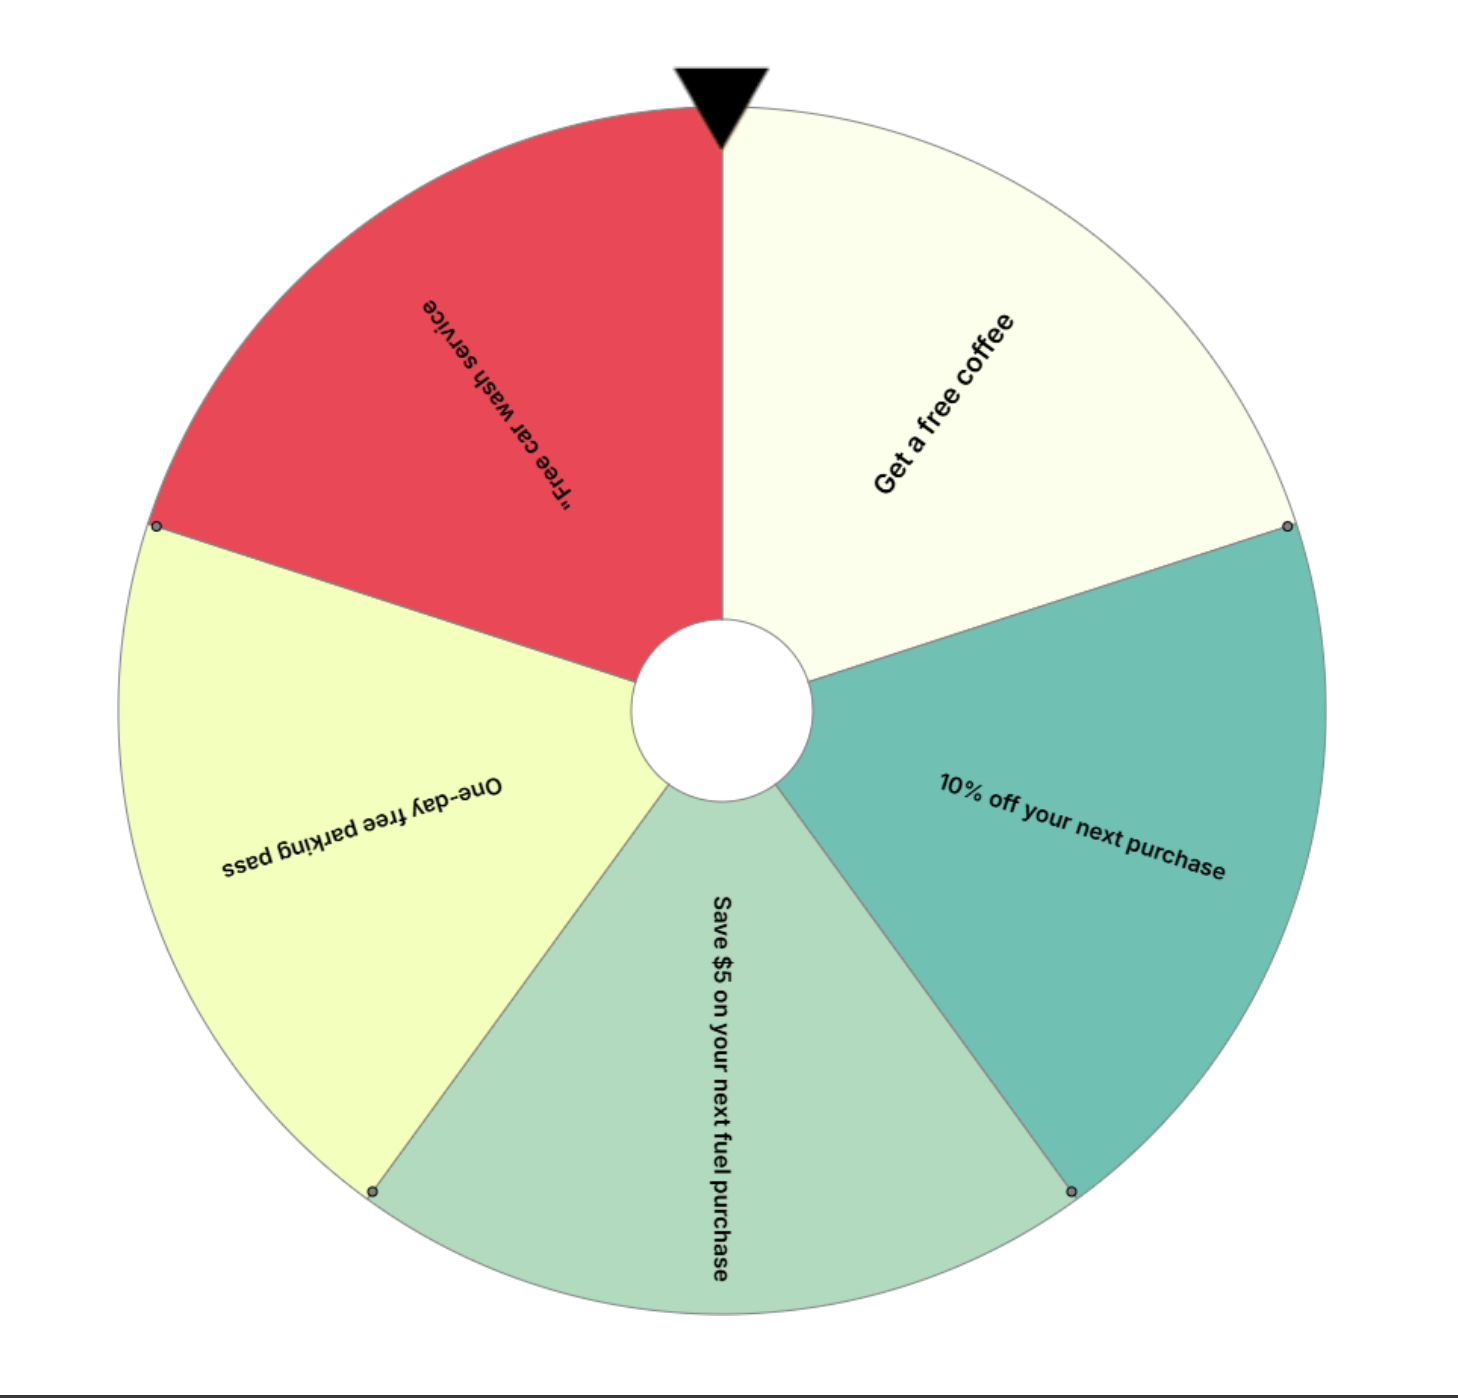 Get a free coffee
10% off your next purchase
Save $5 on your next fuel purchase
One-day free parking pass
"Free car wash service